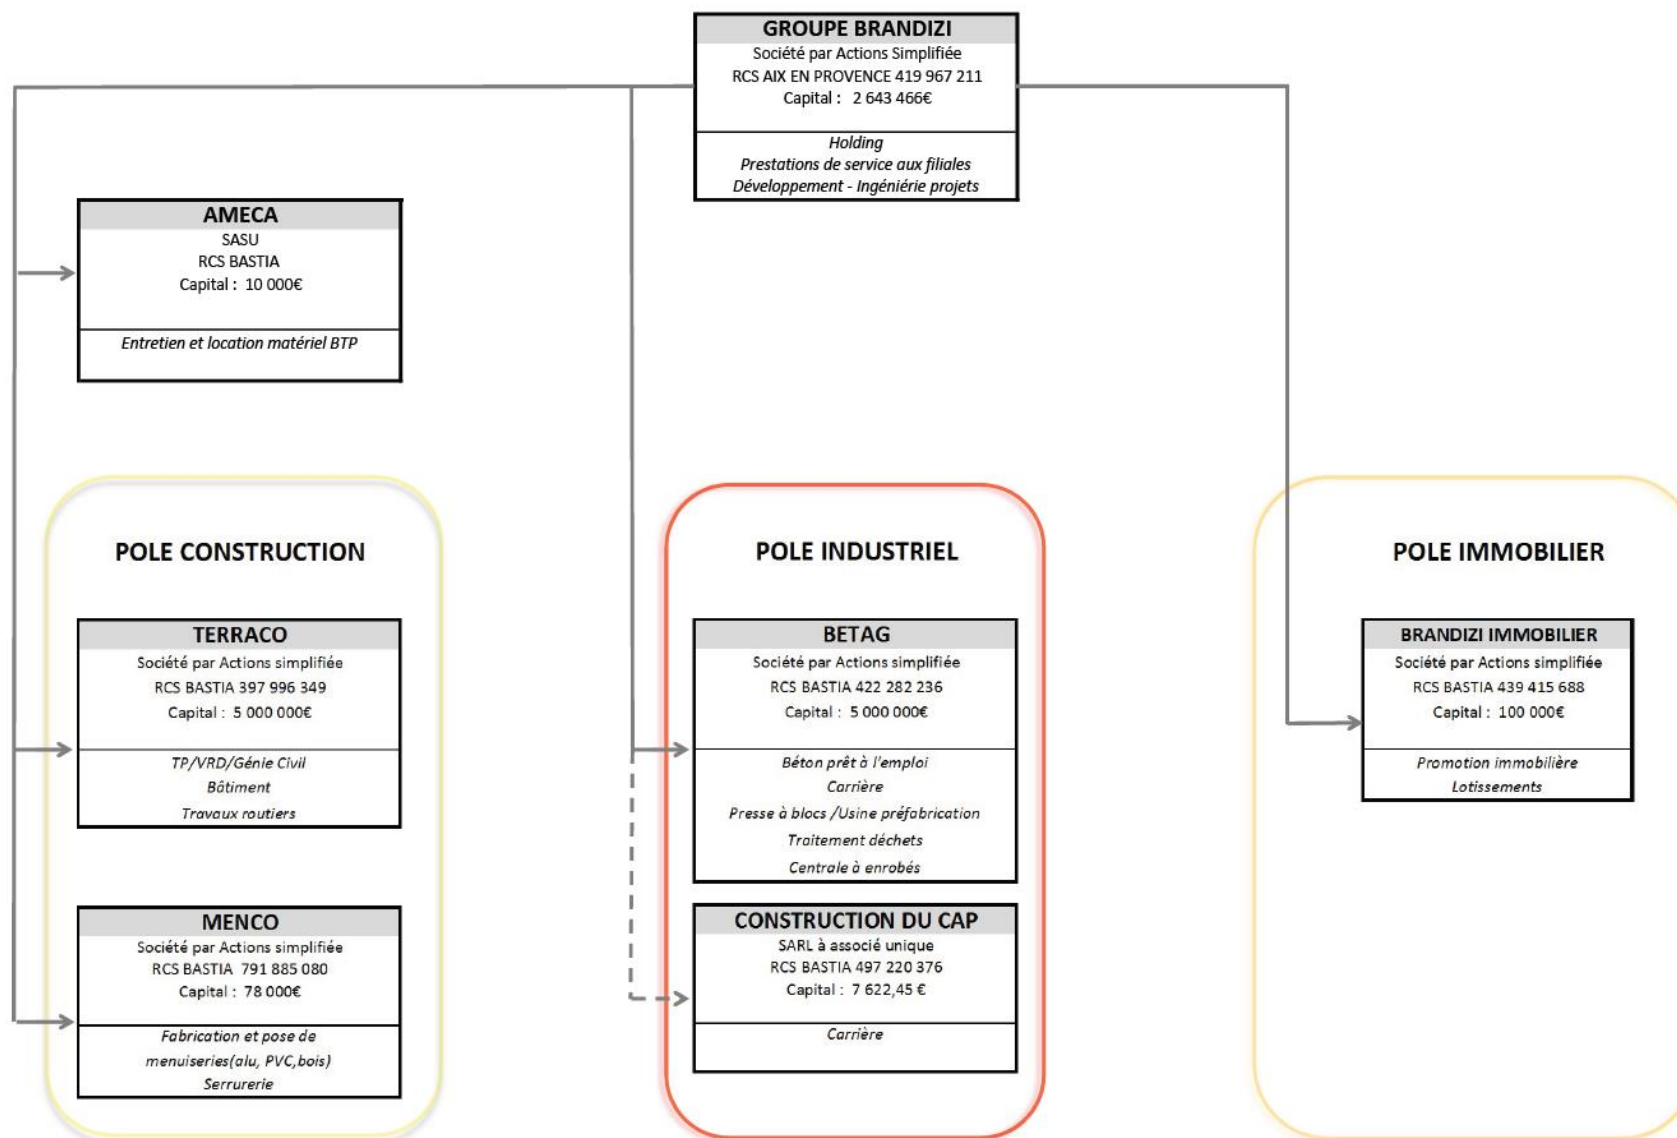 GROUPE BRANDIZI
Société par Actions Simplifiée
RCS AIX EN PROVENCE 419 967 211
Capital : 2 643 466€
Holding
Prestations de service aux filiales
Développement - Ingéniérie projets
AMECA
SASU
RCS BASTIA
Capital : 10 000€
Entretien et location matériel BTP
POLE CONSTRUCTION
TERRACO
Société par Actions simplifiée
RCS BASTIA 397 996 349
Capital : 5 000 000€
TP/VRD/Génie Civil
Bâtiment
Travaux routiers
MENCO
Société par Actions simplifiée
RCS BASTIA 791 885 080
Capital : 78 000€
Fabrication et pose de
menuiseries(alu, PVC,bois)
Serrurerie
POLE INDUSTRIEL
BETAG
Société par Actions simplifiée
RCS BASTIA 422 282 236
Capital : 5 000 000€
Béton prêt à l'emploi
Carrière
Presse à blocs /Usine préfabrication
Traitement déchets
Centrale à enrobés
CONSTRUCTION DU CAP
SARL à associé unique
RCS BASTIA 497 220 376
Capital : 7 622,45 €
Carrière
POLE IMMOBILIER
BRANDIZI IMMOBILIER
Société par Actions simplifiée
RCS BASTIA 439 415 688
Capital : 100 000€
Promotion immobilière
Lotissements